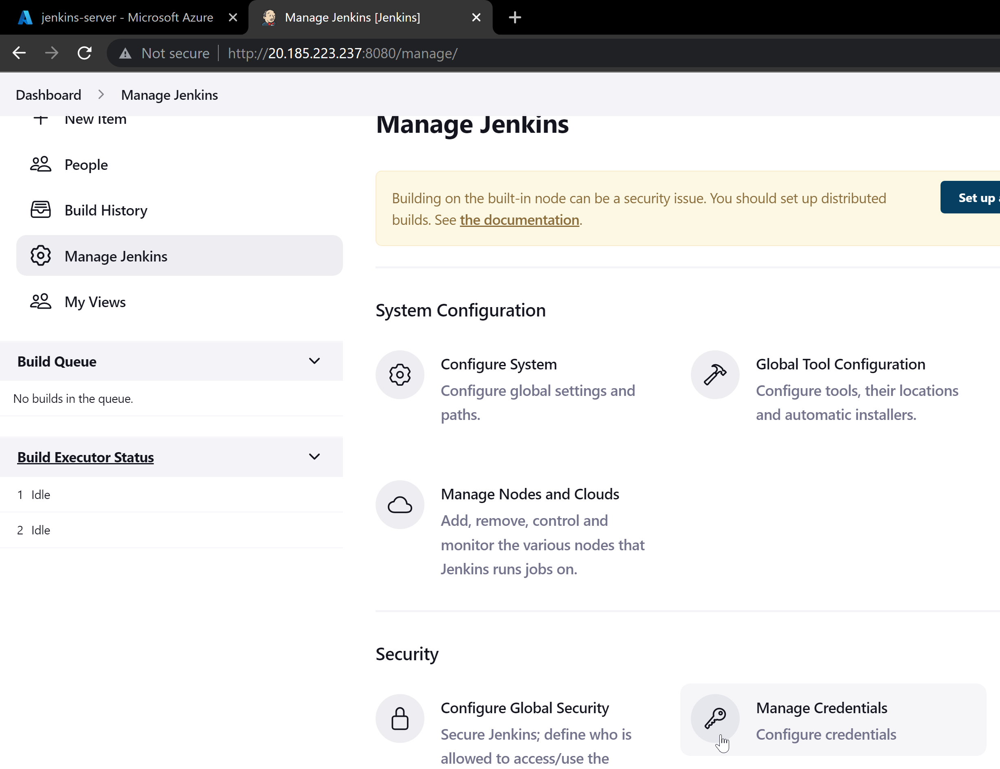 jenkins-server - Microsoft Azure
Manage Jenkins [Jenkins]
Not secure
http://20.185.223.237:8080/manage/
Dashboard
Manage Jenkins
New Item
People
Build History
Manage Jenkins
My Views
Build Queue
No builds in the queue.
Build Executor Status
1 Idle
2 Idle
Manage Jenkins
Building on the built-in node can be a security issue. You should set up distributed
builds. See the documentation.
Set up
System Configuration
Configure System
Configure global settings and
paths.
Global Tool Configuration
Configure tools, their locations
and automatic installers.
Manage Nodes and Clouds
Add, remove, control and
monitor the various nodes that
Jenkins runs jobs on.
Security
Configure Global Security
Secure Jenkins; define who is
allowed to access/use the
Manage Credentials
Configure credentials